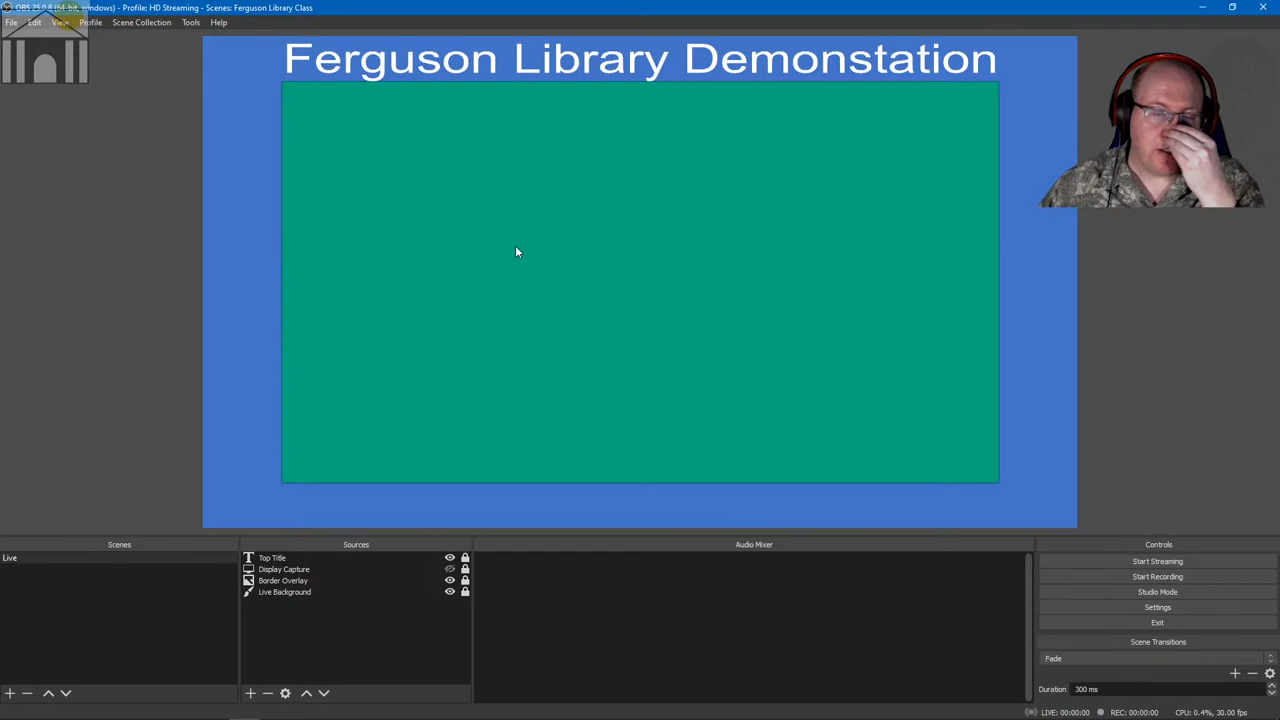 OBS 25.0.8 (64-bit, windows) - Profile: HD Streaming - Scenes: Ferguson Library Class
File Edit View Profile Scene Collection Tools Help
Ferguson Library Demonstation
Scenes
Live
Sources
Top Title
Display Capture
Border Overlay
Live Background
Audio Mixer
Controls
Start Streaming
Start Recording
Studio Mode
Settings
Exit
Scene Transitions
Fade
Duration 300 ms
LIVE: 00:00:00 REC: 00:00:00 CPU: 0.4%, 30.00 fps